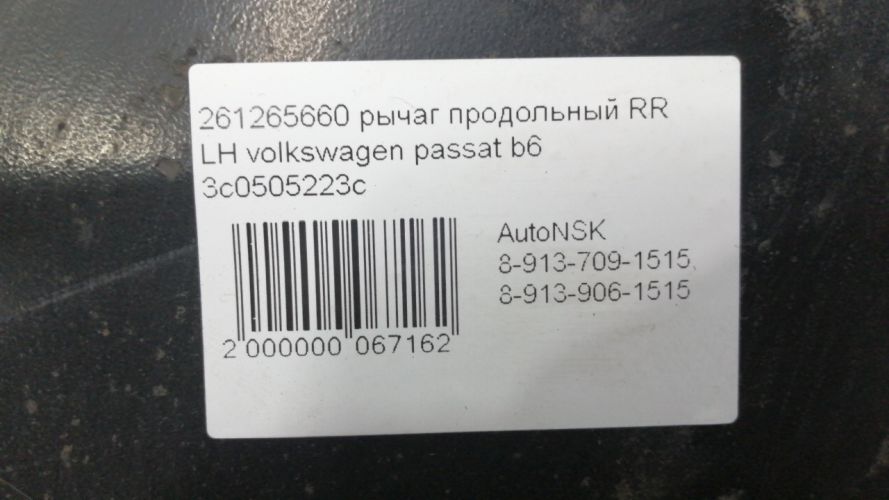 261265660 рычаг продольный RR
LH volkswagen passat b6
3c0505223c
AutoNSK
8-913-709-1515,
8-913-906-1515
2 000000 067162